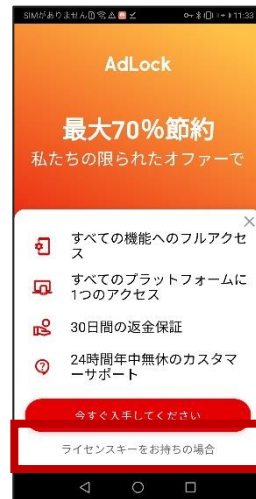 SIMがありません
11:33
AdLock
最大70%節約
私たちの限られたオファーで
すべての機能へのフルアクセ
ス
すべてのプラットフォームに
1つのアクセス
30日間の返金保証
24時間年中無休のカスタマ
ーサポート
今すぐ入手してください
ライセンスキーをお持ちの場合